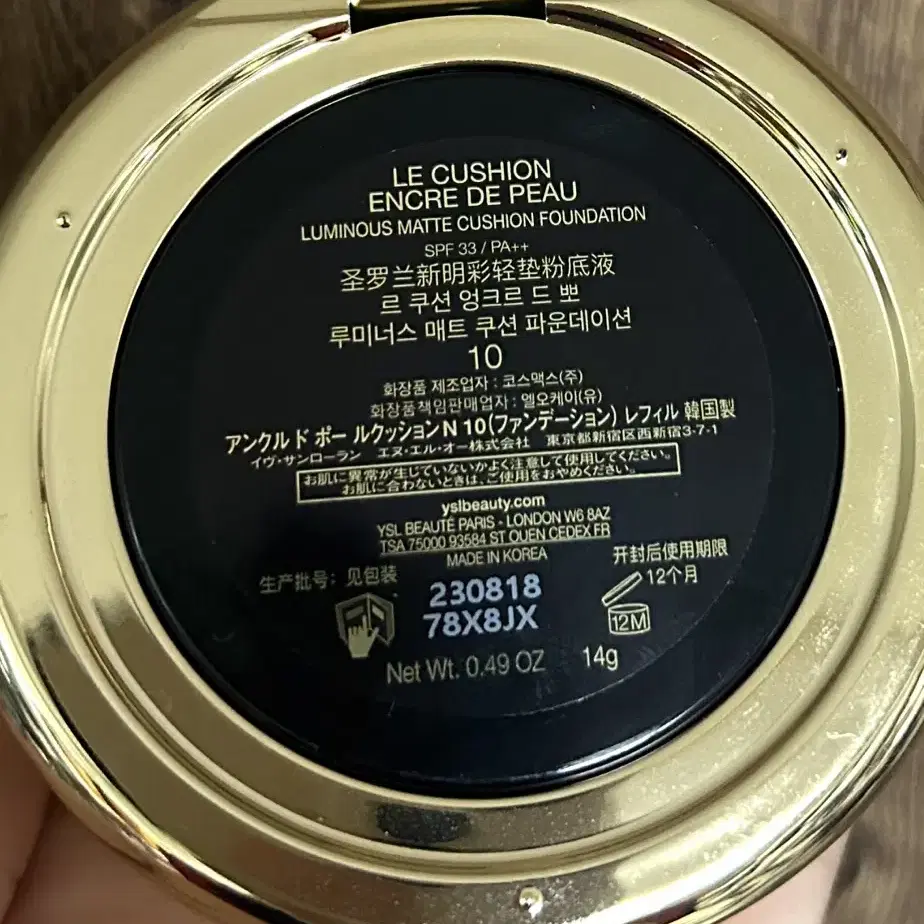 LE CUSHION
ENCRE DE PEAU
LUMINOUS MATTE CUSHION FOUNDATION
SPF 33 / PA++
圣罗兰新明彩轻垫粉底液
르 쿠션 엉크르 드 뽀
루미너스 매트 쿠션 파운데이션
10
화장품 제조업자 : 코스맥스(주)
화장품책임판매업자 : 엘오케이(유)
アンクル ド ポー ルクッション N 10 (ファンデーション) レフィル 韓国製
イヴ・サンローラン エヌ・エル・オー株式会社 東京都新宿区西新宿3-7-1
お肌に異常が生じていないかよく注意して使用してください。
お肌に合わないときは、ご使用をおやめください。
yslbeauty.com
YSL BEAUTÉ PARIS - LONDON W6 8AZ
TSA 75000 93584 ST OUEN CEDEX FR
MADE IN KOREA
生产批号：见包装
230818
78X8JX
开封后使用期限
12个月
12M
Net Wt. 0.49 OZ 14g